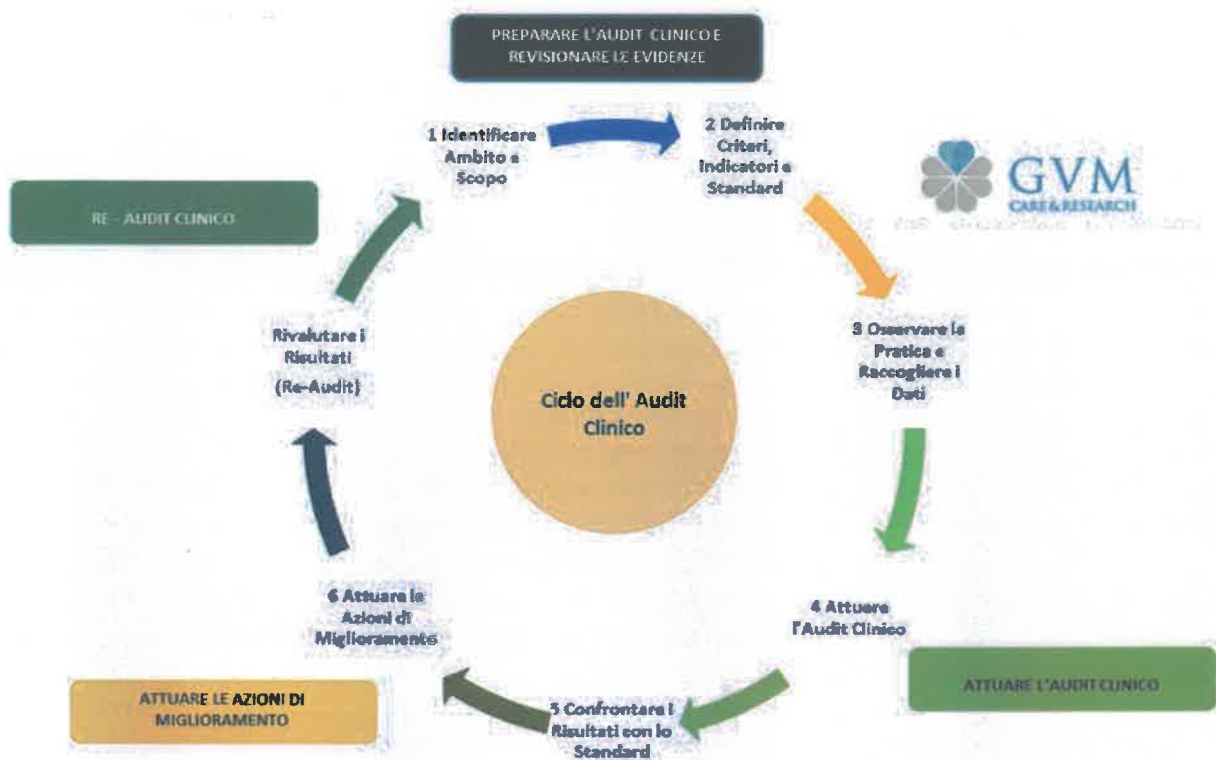 PREPARARE L'AUDIT CLINICO E
REVISIONARE LE EVIDENZE
1 Identificare
Ambito e
Scopo
2 Definire
Criteri,
Indicatori e
Standard
GVM
CARE & RESEARCH
RE - AUDIT CLINICO
Rivalutare i
Risultati
(Re-Audit)
3 Osservare la
Pratica e
Raccogliere i
Dati
Ciclo dell' Audit
Clinico
6 Attuare le
Azioni di
Miglioramento
4 Attuare
l'Audit Clinico
ATTUARE LE AZIONI DI
MIGLIORAMENTO
5 Confrontare i
Risultati con lo
Standard
ATTUARE L'AUDIT CLINICO